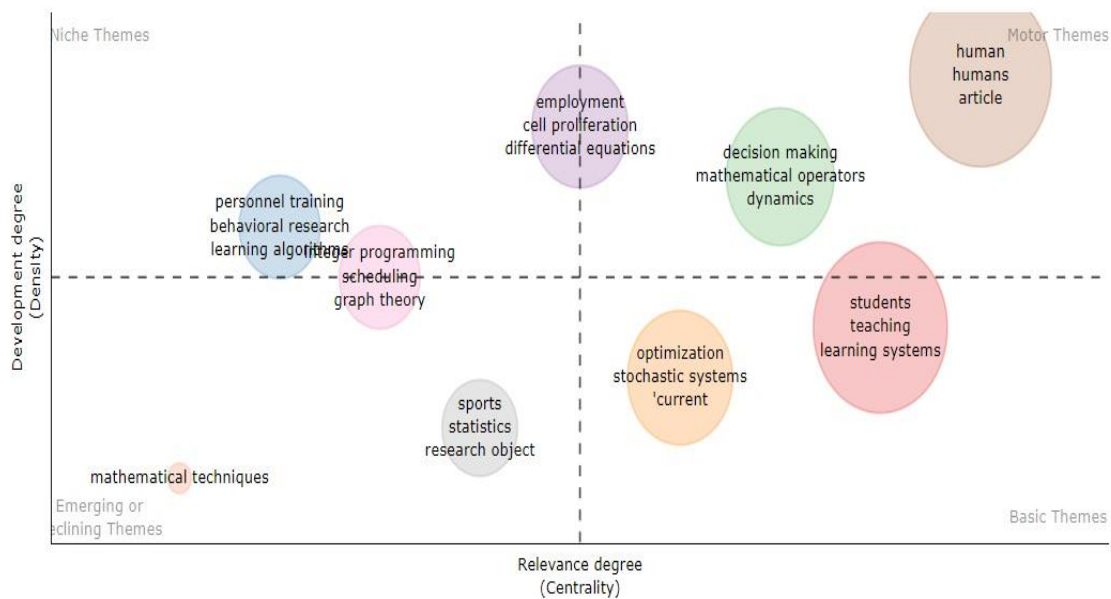 Niche Themes
Motor Themes
human
humans
article
employment
cell proliferation
differential equations
decision making
mathematical operators
dynamics
personnel training
behavioral research
learning algorithms
integer programming
scheduling
graph theory
students
teaching
learning systems
optimization
stochastic systems
'current
sports
statistics
research object
mathematical techniques
Emerging or
eclining Themes
Basic Themes
Development degree
(Density)
Relevance degree
(Centrality)